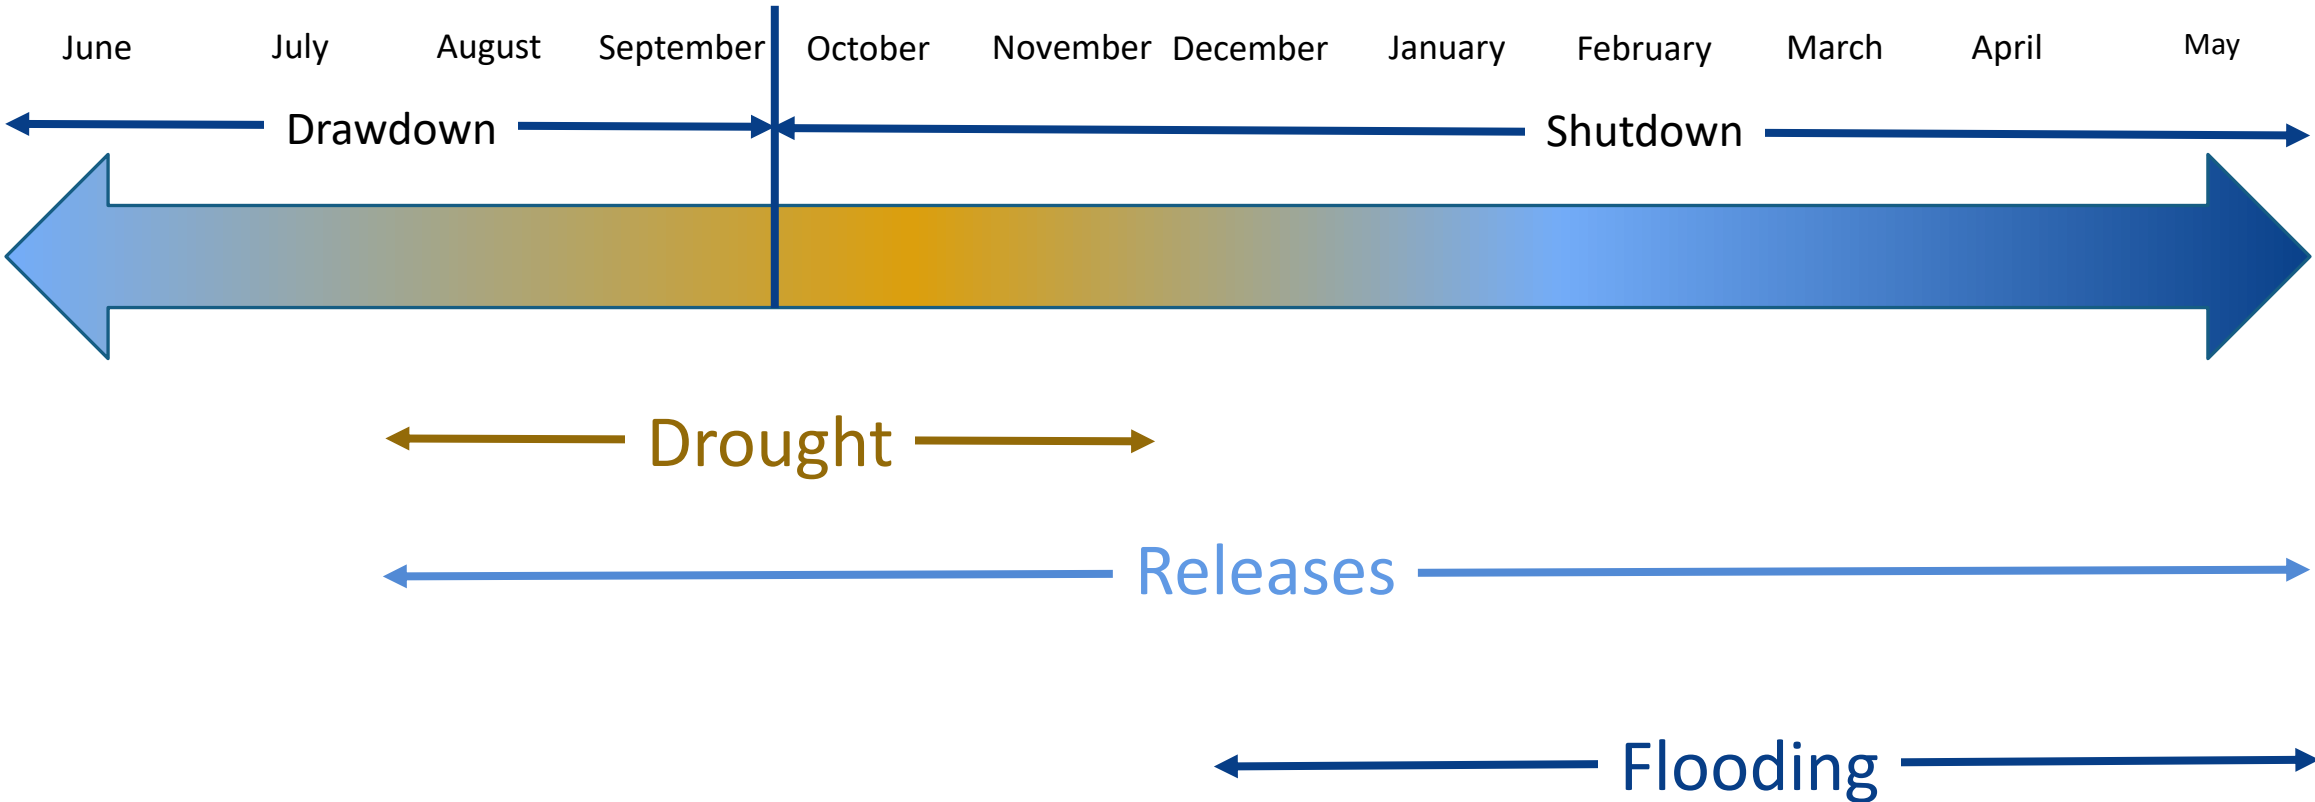 June July August September October November December January February March April May
Drawdown Shutdown
Drought
Releases
Flooding